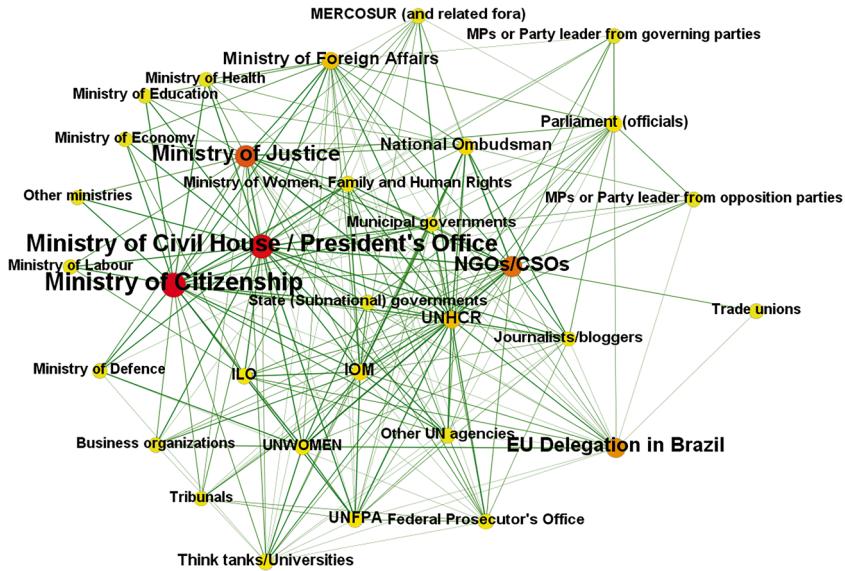 MERCOSUR (and related fora)
MPs or Party leader from governing parties
Ministry of Foreign Affairs
Ministry of Health
Ministry of Education
Parliament (officials)
Ministry of Economy
National Ombudsman
Ministry of Justice
Ministry of Women, Family and Human Rights
Other ministries
MPs or Party leader from opposition parties
Municipal governments
Ministry of Civil House / President's Office
Ministry of Labour
NGOs/CSOs
Ministry of Citizenship
State (Subnational) governments
Trade unions
UNHCR
Journalists/bloggers
Ministry of Defence
IOM
ILO
Other UN agencies
Business organizations
UNWOMEN
EU Delegation in Brazil
Tribunals
UNFPA
Federal Prosecutor's Office
Think tanks/Universities